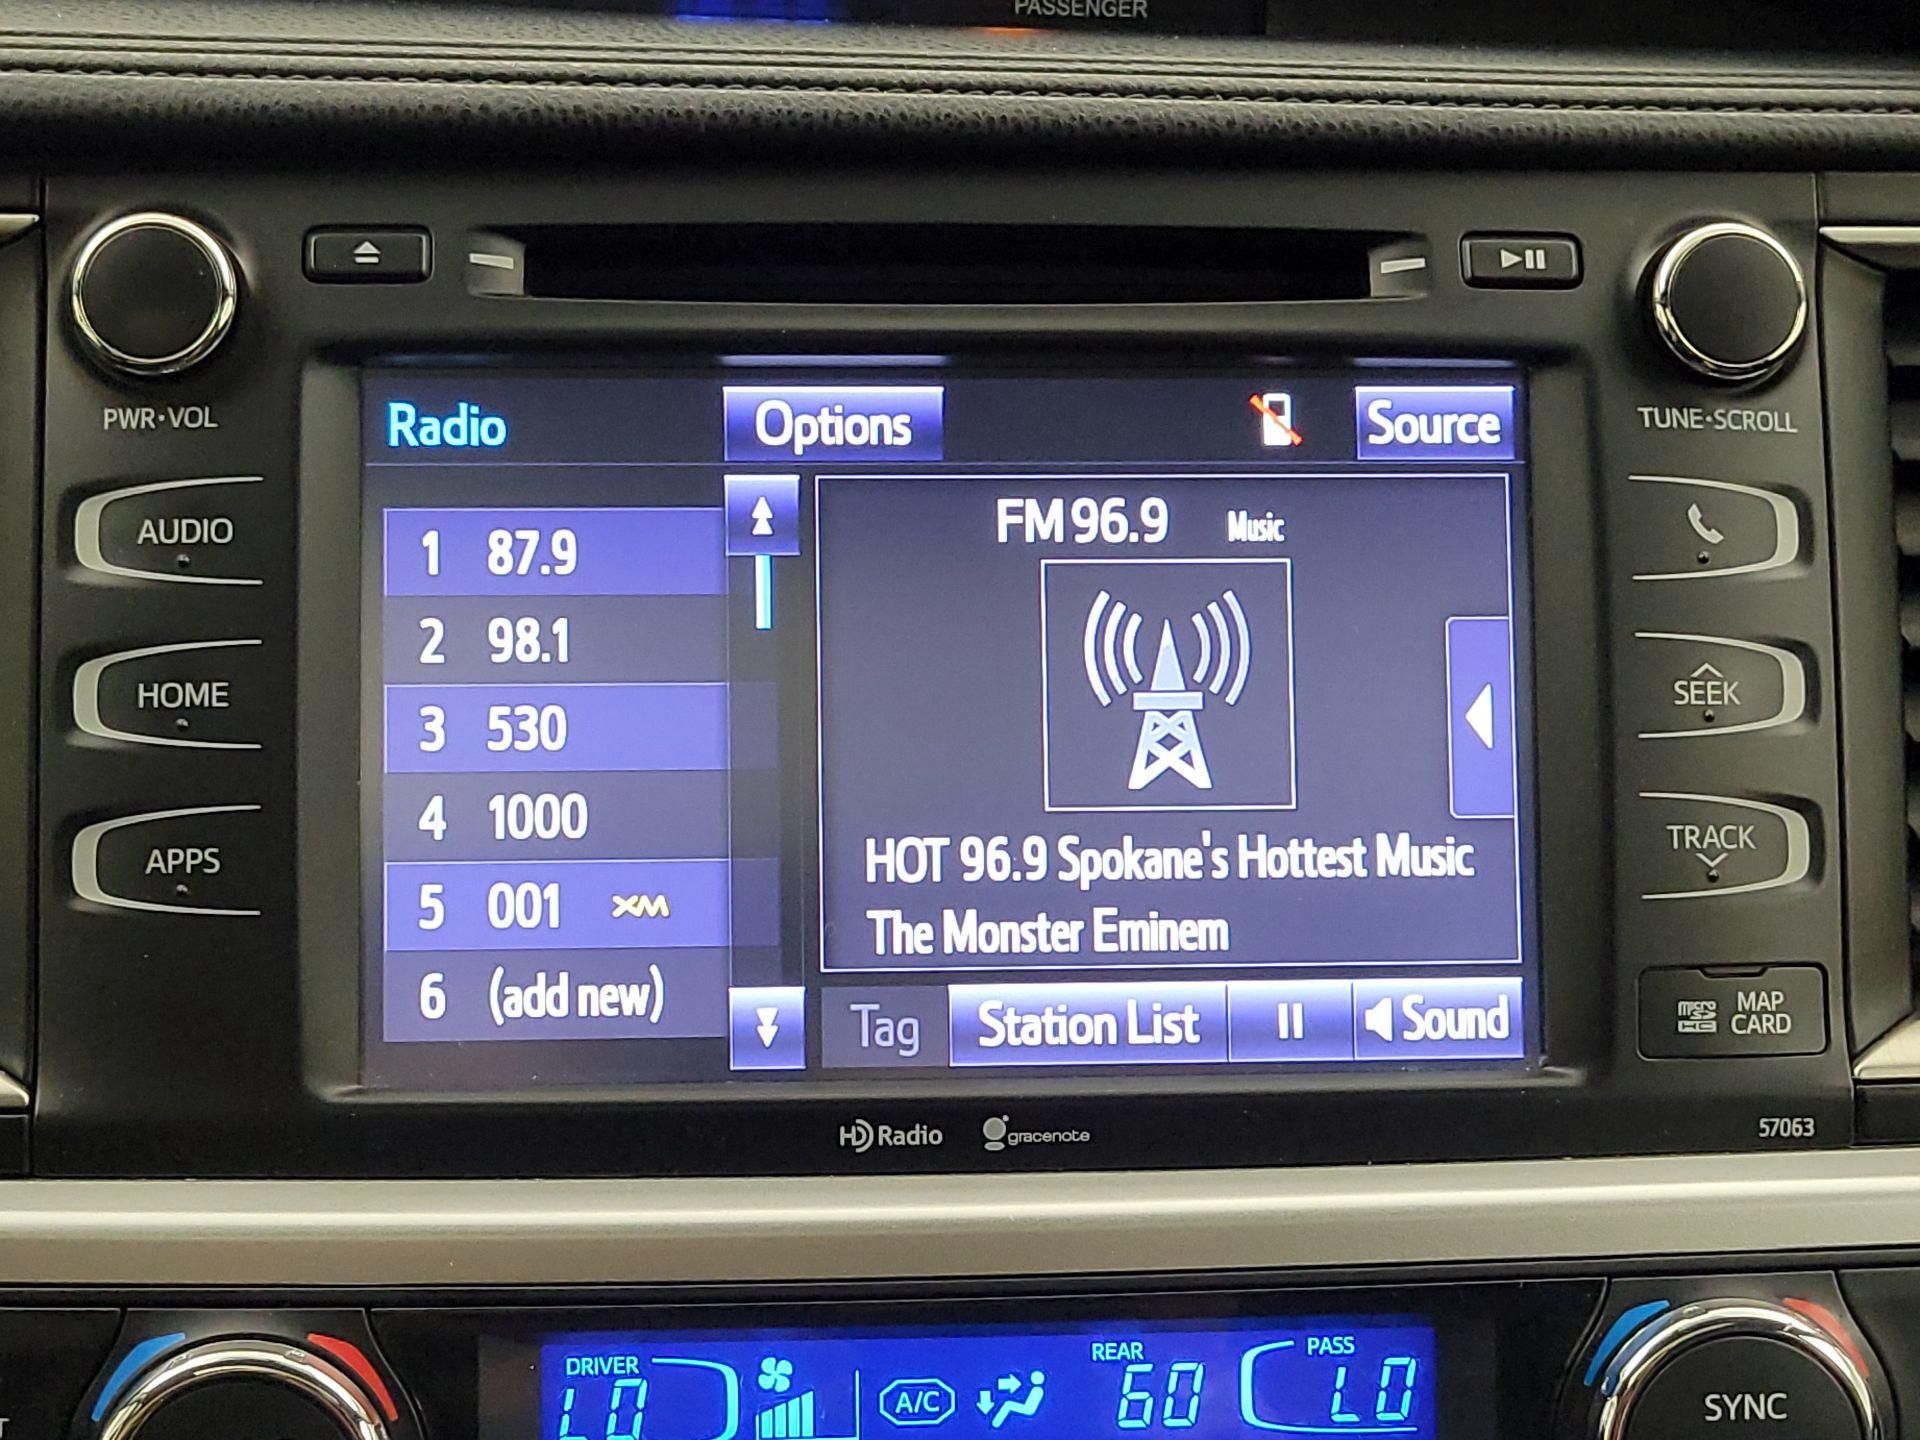 PASSENGER
PWR•VOL
TUNE•SCROLL
AUDIO
HOME
APPS
Radio
Options
Source
1 87.9
2 98.1
3 530
4 1000
5 001 XM
6 (add new)
FM 96.9 Music
HOT 96.9 Spokane's Hottest Music
The Monster Eminem
Tag
Station List
Sound
SEEK
TRACK
micro SD HC
MAP CARD
HD Radio
gracenote
57063
DRIVER
LO
A/C
REAR
60
PASS
LO
SYNC